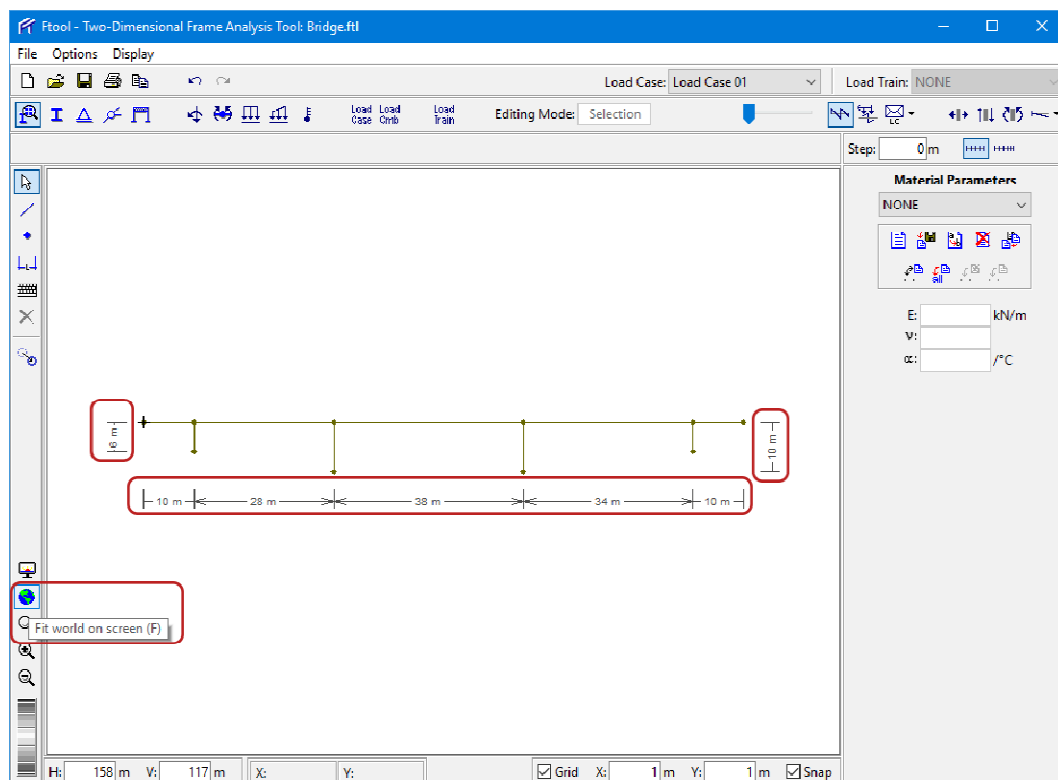 Ftool - Two-Dimensional Frame Analysis Tool: Bridge.ftl
File Options Display
Load Case: Load Case 01 Load Train: NONE
Load Case Load Cmb Load Train Editing Mode: Selection LC
Step: 0 m
Material Parameters
NONE
all
E: kN/m
ν:
α: /°C
6 m
10 m
10 m 28 m 38 m 34 m 10 m
Fit world on screen (F)
H: 158 m V: 117 m X: Y: Grid X: 1 m Y: 1 m Snap